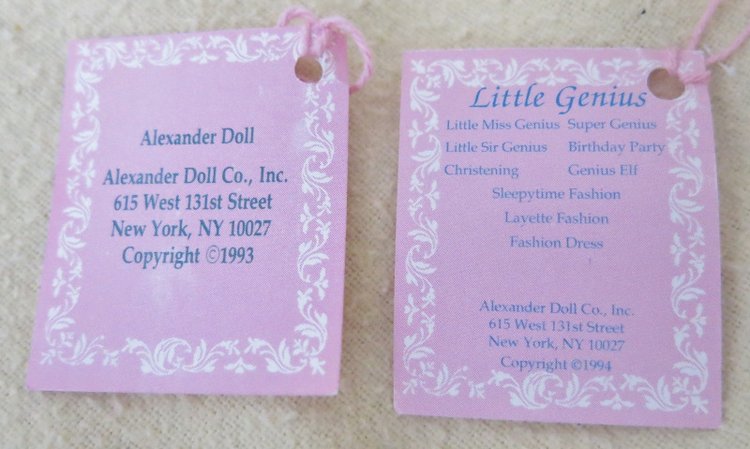 Alexander Doll
Alexander Doll Co., Inc.
615 West 131st Street
New York, NY 10027
Copyright ©1993
Little Genius
Little Miss Genius Super Genius
Little Sir Genius Birthday Party
Christening Genius Elf
Sleepytime Fashion
Layette Fashion
Fashion Dress
Alexander Doll Co., Inc.
615 West 131st Street
New York, NY 10027
Copyright ©1994